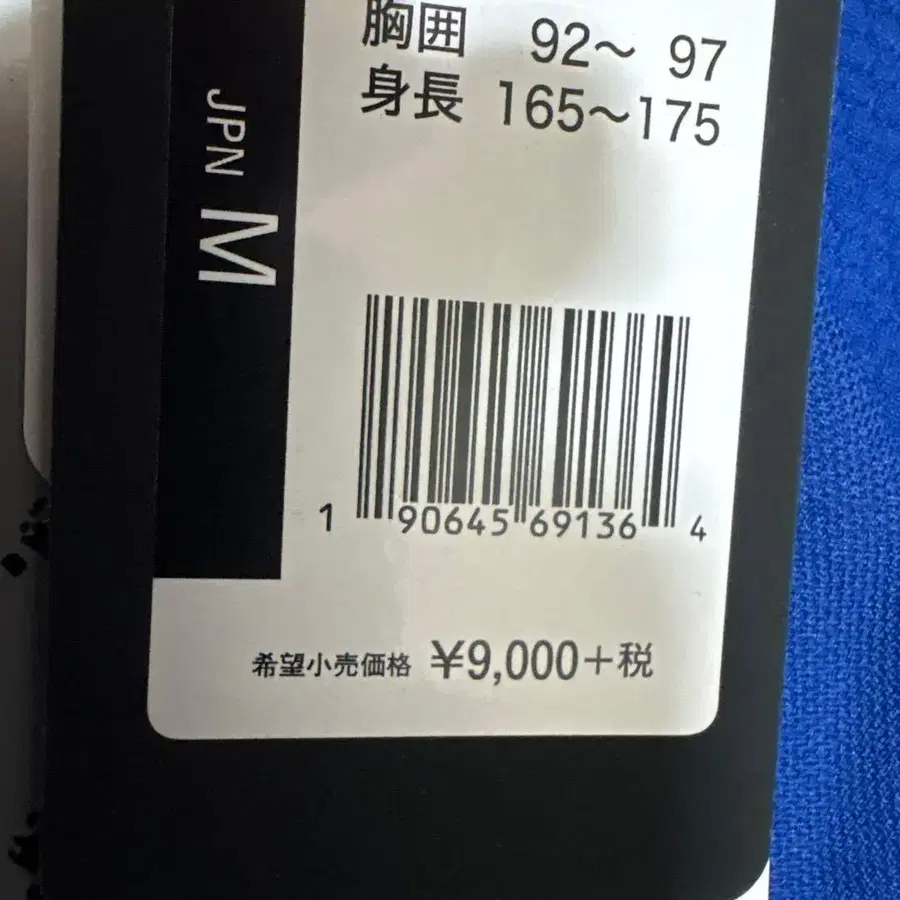 胸囲 92～ 97
身長 165～175
JPN M
1 90645 69136 4
希望小売価格 ¥9,000+税